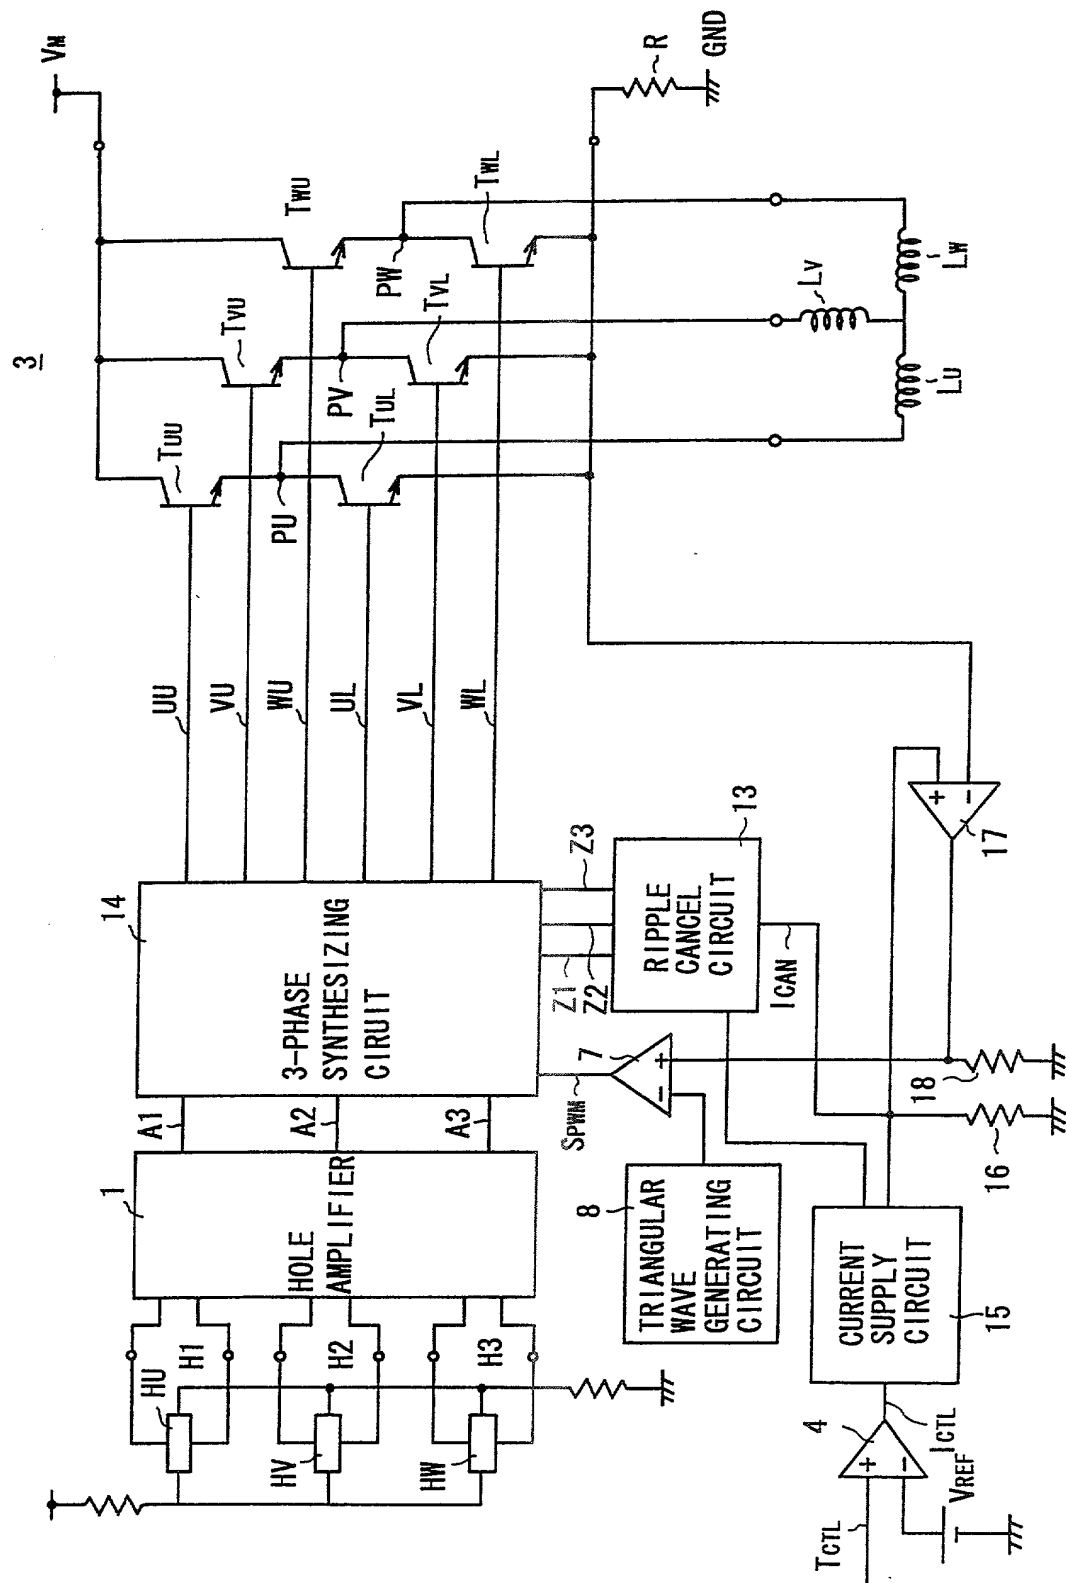 3
VM
R
GND
TUU
TVU
TWU
PU
PV
PW
TUL
TVL
TWL
LV
LU
LW
UU
VU
WU
UL
VL
WL
14
3-PHASE
SYNTHESIZING
CIRUIT
A1
A2
A3
1
HOLE
AMPLIFIER
HU
H1
HV
H2
HW
H3
Z1
Z2
Z3
13
RIPPLE
CANCEL
CIRCUIT
ICAN
SPWM
7
+
−
8
TRIANGULAR
WAVE
GENERATING
CIRCUIT
17
+
−
18
16
CURRENT
SUPPLY
CIRCUIT
15
4
+
−
ICTL
TCTL
VREF